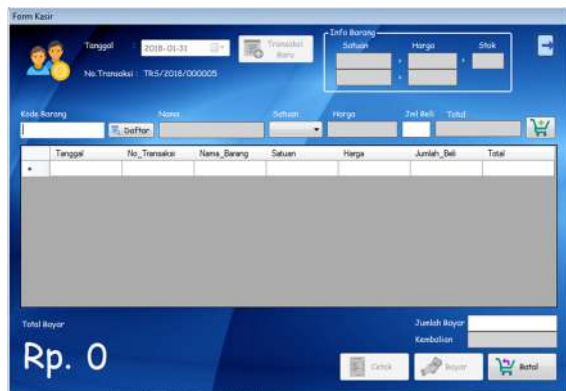 Form Kasir
Tanggal : 2018-01-31
Transaksi Baru
No.Transaksi : TRS/2018/000005
Info Barang
Satuan Harga Stok
Kode Barang Nama Satuan Harga Jml Beli Total
Daftar
Tanggal No_Transaksi Nama_Barang Satuan Harga Jumlah_Beli Total
Total Bayar
Rp. 0
Jumlah Bayar
Kembalian
Cetak Bayar Batal